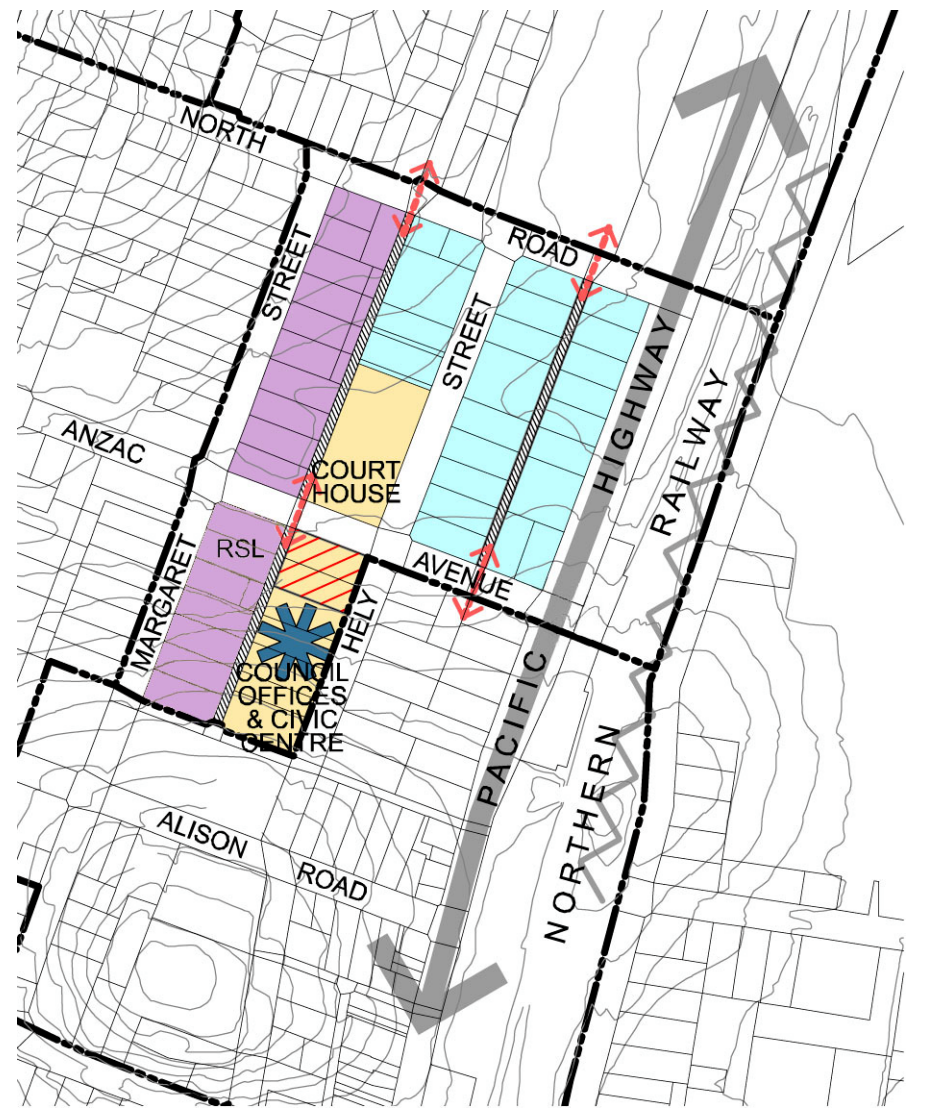 NORTH
ROAD
STREET
STREET
HIGHWAY
RAILWAY
ANZAC
COURT
HOUSE
RSL
AVENUE
MARGARET
HELY
COUNCIL
OFFICES
& CIVIC
CENTRE
PACIFIC
NORTHERN
ALISON
ROAD